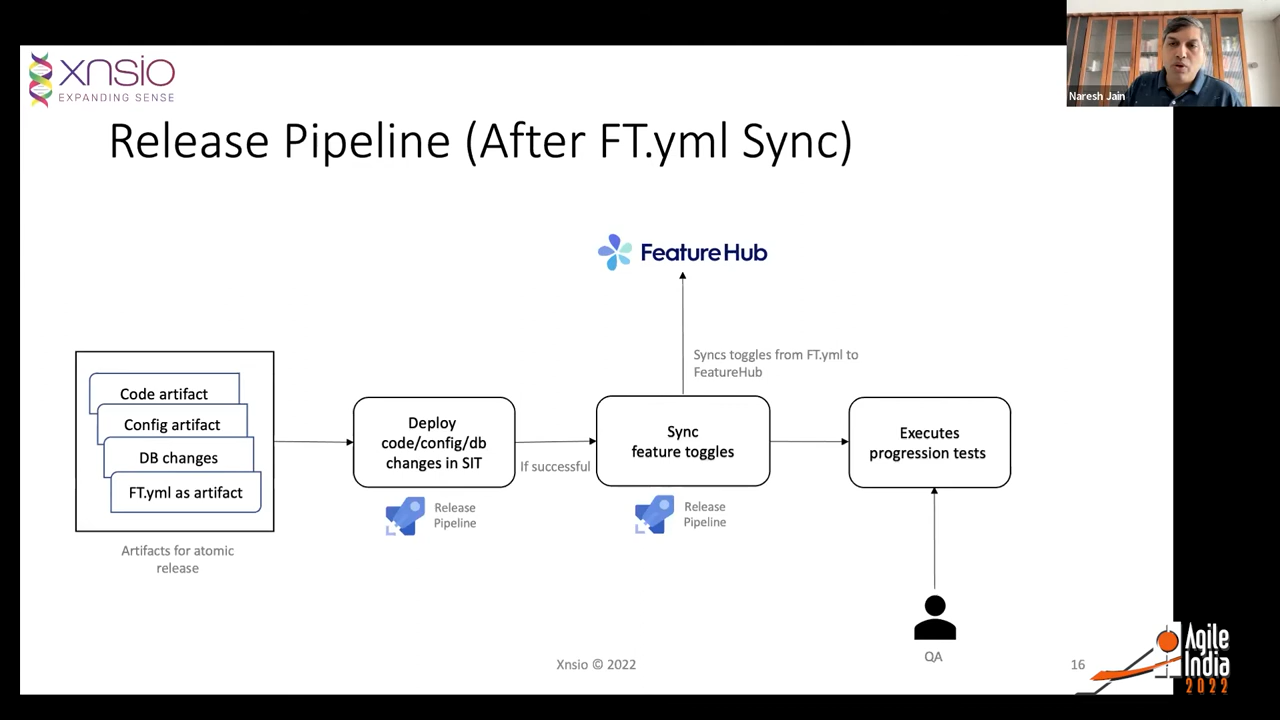 xnsio
EXPANDING SENSE
Naresh Jain
Release Pipeline (After FT.yml Sync)
FeatureHub
Syncs toggles from FT.yml to
FeatureHub
Code artifact
Config artifact
DB changes
FT.yml as artifact
Artifacts for atomic
release
Deploy
code/config/db
changes in SIT
If successful
Release
Pipeline
Sync
feature toggles
Release
Pipeline
Executes
progression tests
QA
Xnsio © 2022
16
Agile
India
2022